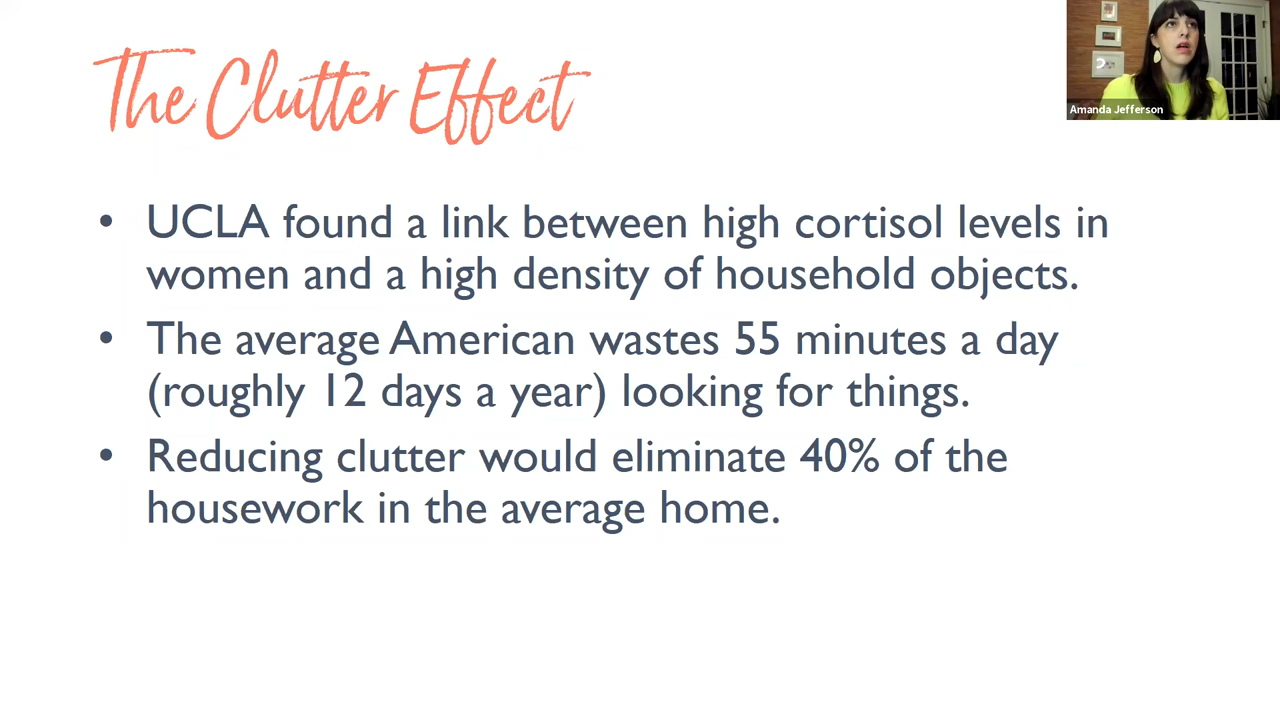 The Clutter Effect
Amanda Jefferson
• UCLA found a link between high cortisol levels in
women and a high density of household objects.
• The average American wastes 55 minutes a day
(roughly 12 days a year) looking for things.
• Reducing clutter would eliminate 40% of the
housework in the average home.